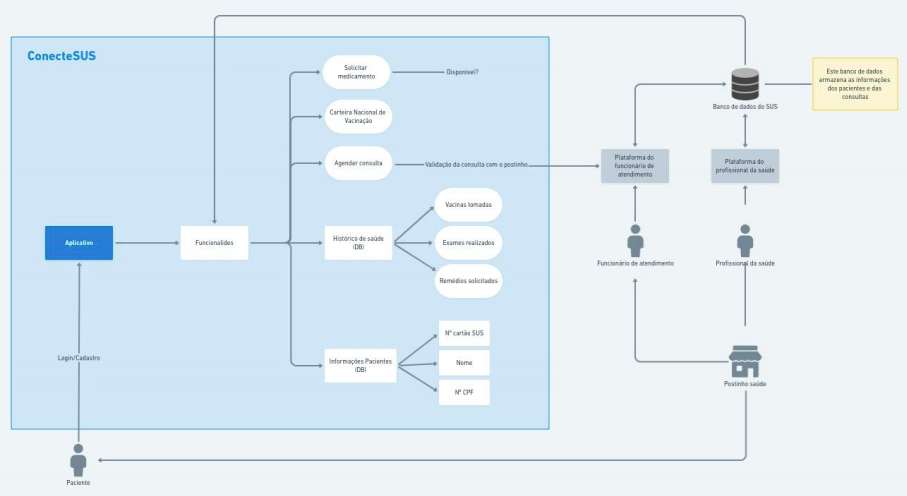 ConecteSUS
Solicitar
medicamento
Disponível?
Carteira Nacional de
Vacinação
Agendar consulta
Validação da consulta com o postinho
Aplicativo
Funcionalides
Histórico de saúde
(DB)
Vacinas tomadas
Exames realizados
Remédios solicitados
Informações Pacientes
(DB)
Nº cartão SUS
Nome
Nº CPF
Login/Cadastro
Paciente
Banco de dados do SUS
Este banco de dados
armazena as informações
dos pacientes e das
consultas
Plataforma do
funcionário de
atendimento
Plataforma do
profissional da saúde
Funcionário de atendimento
Profissional da saúde
Postinho saúde